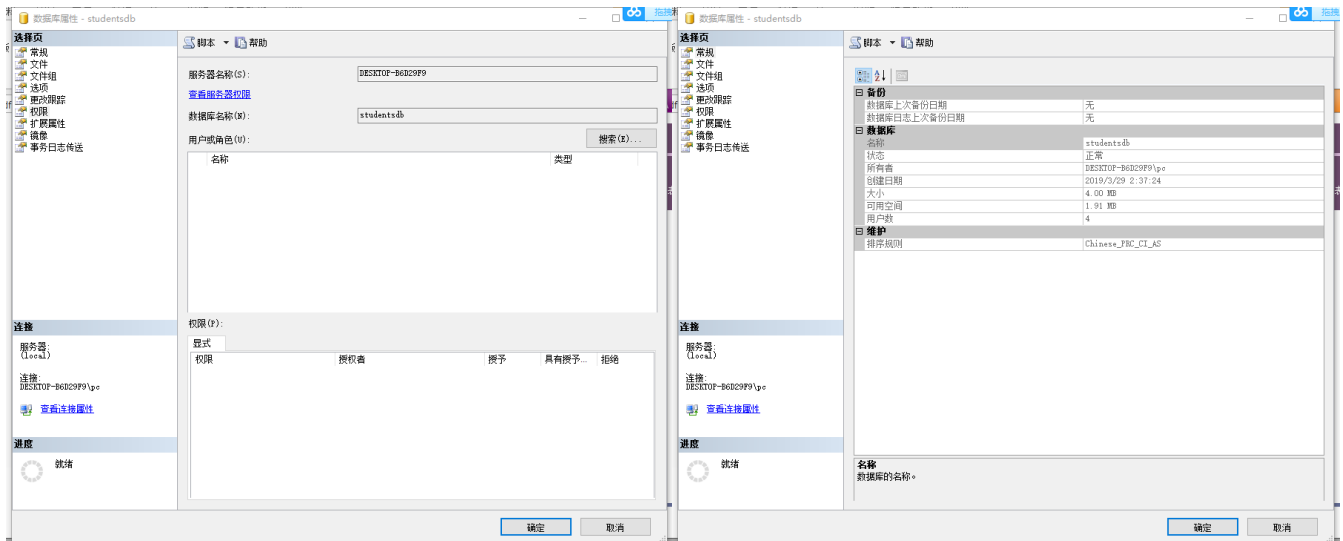 数据库属性 - studentsdb
选择页
常规
文件
文件组
选项
更改跟踪
权限
扩展属性
镜像
事务日志传送
连接
服务器:
(local)
连接:
DESKTOP-B6D29F9\pc
查看连接属性
进度
就绪
脚本 帮助
服务器名称(S): DESKTOP-B6D29F9
查看服务器权限
数据库名称(N): studentsdb
用户或角色(U): 搜索(E)...
名称 类型
权限(P):
显式
权限 授权者 授予 具有授予... 拒绝
确定 取消
数据库属性 - studentsdb
选择页
常规
文件
文件组
选项
更改跟踪
权限
扩展属性
镜像
事务日志传送
连接
服务器:
(local)
连接:
DESKTOP-B6D29F9\pc
查看连接属性
进度
就绪
脚本 帮助
备份
数据库上次备份日期 无
数据库日志上次备份日期 无
数据库
名称 studentsdb
状态 正常
所有者 DESKTOP-B6D29F9\pc
创建日期 2019/3/29 2:37:24
大小 4.00 MB
可用空间 1.91 MB
用户数 4
维护
排序规则 Chinese_PRC_CI_AS
名称
数据库的名称。
确定 取消